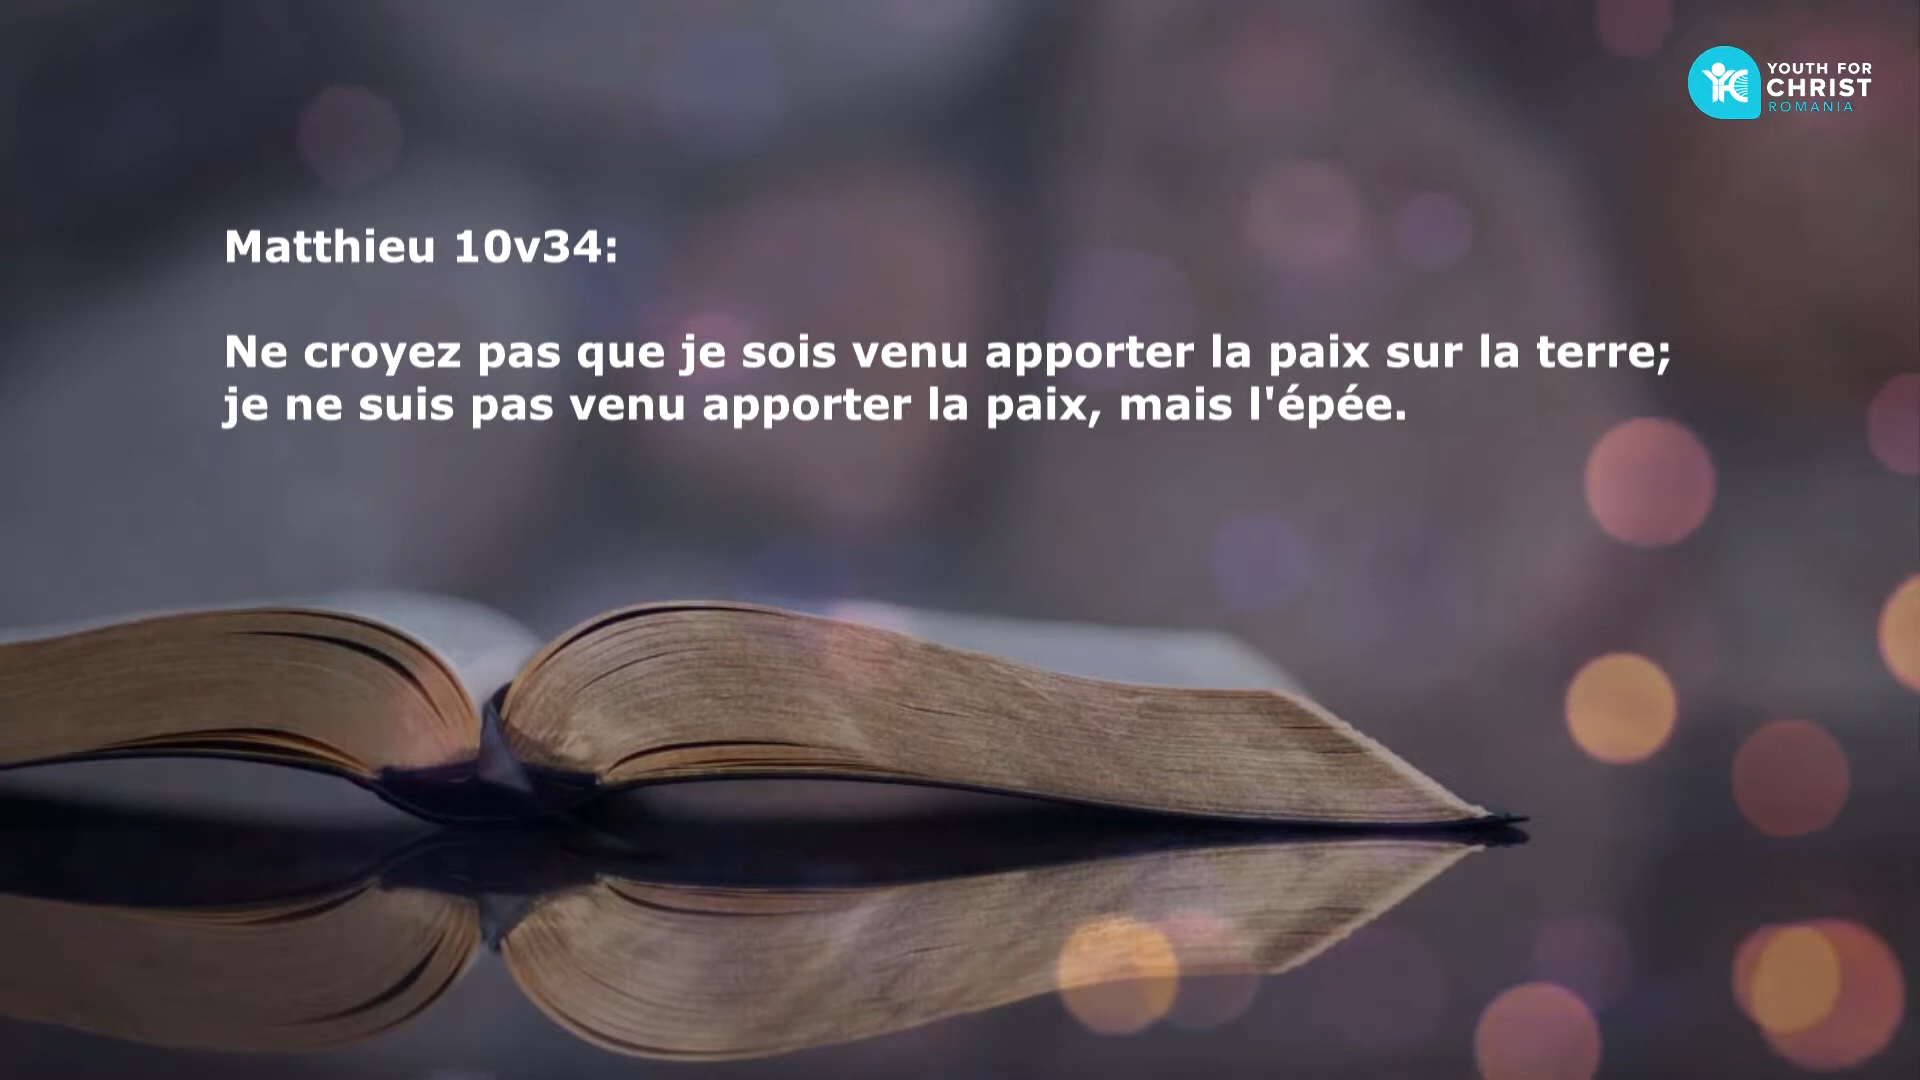 YOUTH FOR
CHRIST
ROMANIA
Matthieu 10v34:
Ne croyez pas que je sois venu apporter la paix sur la terre;
je ne suis pas venu apporter la paix, mais l'épée.